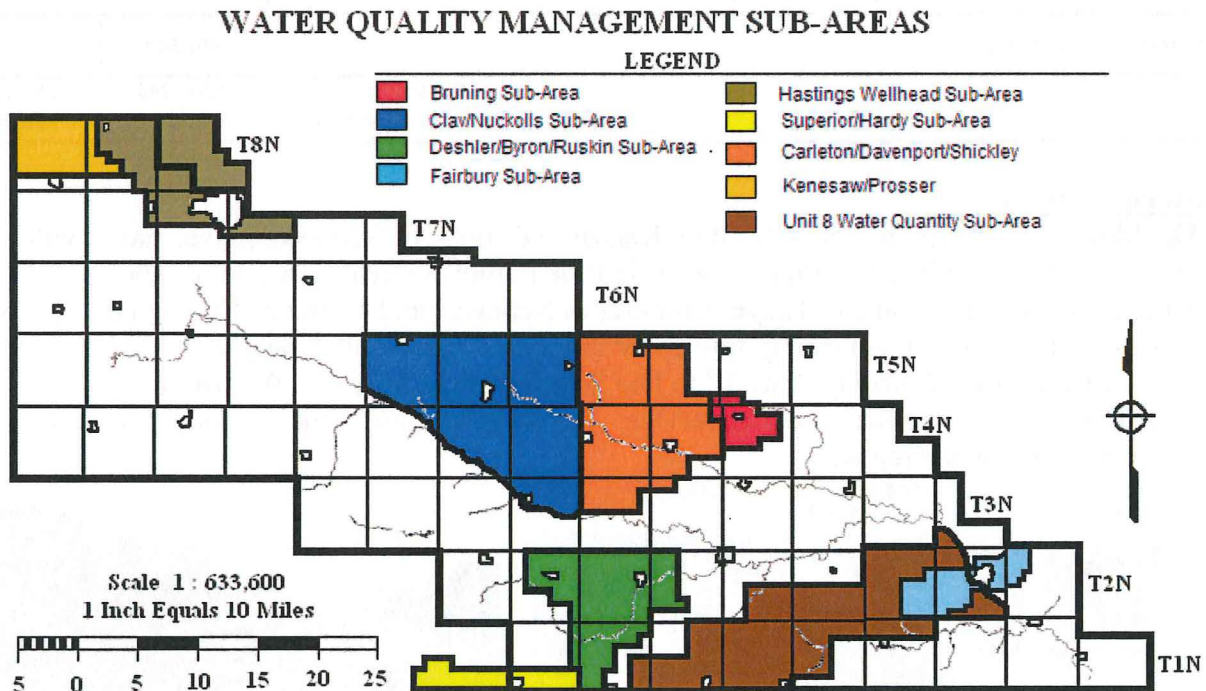 WATER QUALITY MANAGEMENT SUB-AREAS
LEGEND
Bruning Sub-Area
Clay/Nuckolls Sub-Area
Deshler/Byron/Ruskin Sub-Area
Fairbury Sub-Area
Hastings Wellhead Sub-Area
Superior/Hardy Sub-Area
Carleton/Davenport/Shickley
Kenesaw/Prosser
Unit 8 Water Quantity Sub-Area
T8N
T7N
T6N
T5N
T4N
T3N
T2N
T1N
Scale 1 : 633,600
1 Inch Equals 10 Miles
5 0 5 10 15 20 25